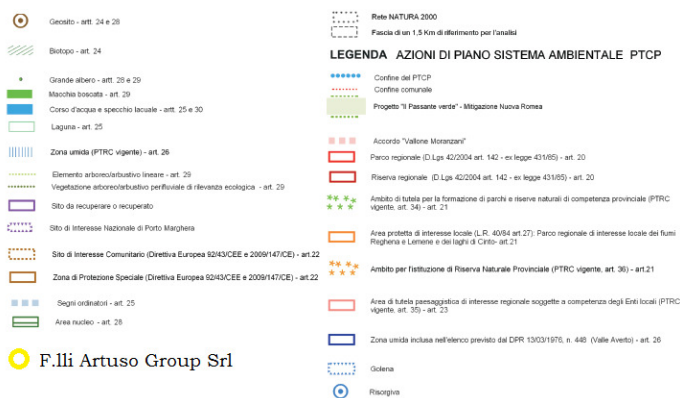 Geosito - artt. 24 e 28
Biotopo - art. 24
Grande albero - artt. 28 e 29
Macchia boscata - art. 29
Corso d'acqua e specchio lacuale - artt. 25 e 30
Laguna - art. 25
Zona umida (PTRC vigente) - art. 26
Elemento arboreo/arbustivo lineare - art. 29
Vegetazione arboreo/arbustivo perifluviale di rilevanza ecologica - art. 29
Sito da recuperare o recuperato
Sito di Interesse Nazionale di Porto Marghera
Sito di Interesse Comunitario (Direttiva Europea 92/43/CEE e 2009/147/CE) - art.22
Zona di Protezione Speciale (Direttiva Europea 92/43/CEE e 2009/147/CE) - art.22
Segni ordinatori - art. 25
Area nucleo - art. 28
F.lli Artuso Group Srl
Rete NATURA 2000
Fascia di un 1,5 Km di riferimento per l'analisi
LEGENDA AZIONI DI PIANO SISTEMA AMBIENTALE PTCP
Confine del PTCP
Confine comunale
Progetto "Il Passante verde" - Mitigazione Nuova Romea
Accordo "Vallone Moranzani"
Parco regionale (D.Lgs 42/2004 art. 142 - ex legge 431/85) - art. 20
Riserva regionale (D.Lgs 42/2004 art. 142 - ex legge 431/85) - art. 20
Ambito di tutela per la formazione di parchi e riserve naturali di competenza provinciale (PTRC
vigente, art. 34) - art. 21
Area protetta di interesse locale (L.R. 40/84 art.27): Parco regionale di interesse locale dei fiumi
Reghena e Lemene e dei laghi di Cinto- art.21
Ambito per l'istituzione di Riserva Naturale Provinciale (PTRC vigente, art. 36) - art.21
Area di tutela paesaggistica di interesse regionale soggette a competenza degli Enti locali (PTRC
vigente, art. 35) - art. 23
Zona umida inclusa nell'elenco previsto dal DPR 13/03/1976, n. 448 (Valle Averto) - art. 26
Golena
Risorgiva